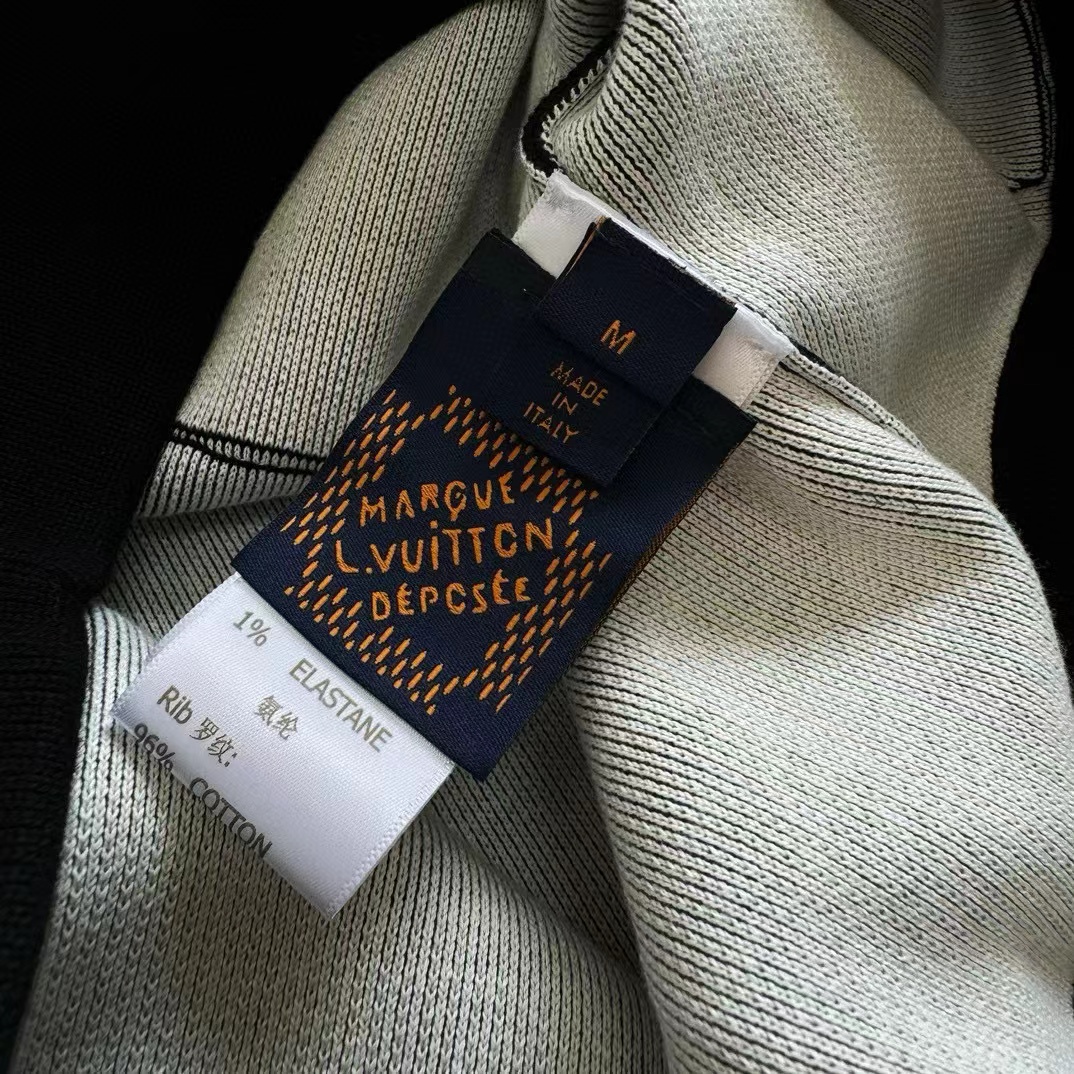 M
MADE
IN
ITALY
MARQUE
L.VUITTON
DÉPOSÉE
1% ELASTANE
氨纶
Rib 罗纹:
96% COTTON